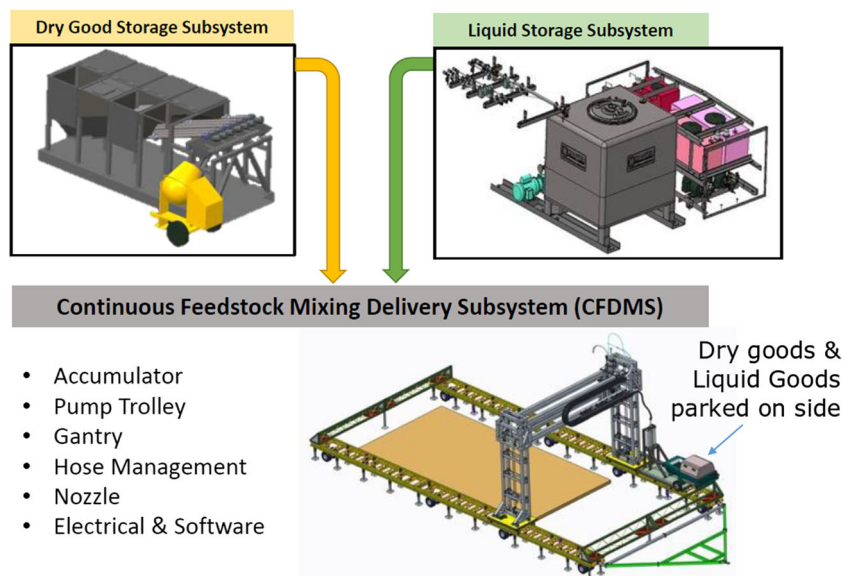 Dry Good Storage Subsystem
Liquid Storage Subsystem
Continuous Feedstock Mixing Delivery Subsystem (CFDMS)
• Accumulator
• Pump Trolley
• Gantry
• Hose Management
• Nozzle
• Electrical & Software
Dry goods &
Liquid Goods
parked on side